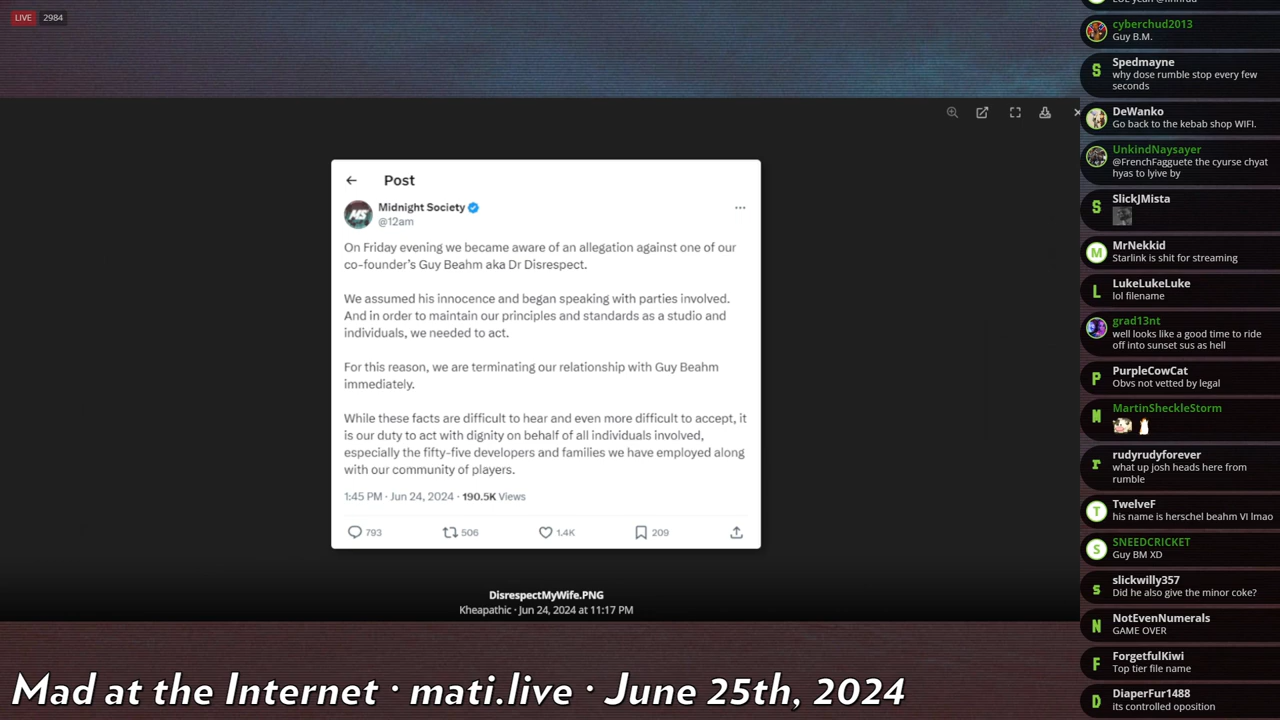 LIVE 2984
Post
Midnight Society
@12am
On Friday evening we became aware of an allegation against one of our
co-founder's Guy Beahm aka Dr Disrespect.
We assumed his innocence and began speaking with parties involved.
And in order to maintain our principles and standards as a studio and
individuals, we needed to act.
For this reason, we are terminating our relationship with Guy Beahm
immediately.
While these facts are difficult to hear and even more difficult to accept, it
is our duty to act with dignity on behalf of all individuals involved,
especially the fifty-five developers and families we have employed along
with our community of players.
1:45 PM · Jun 24, 2024 · 190.5K Views
793 506 1.4K 209
DisrespectMyWife.PNG
Kheapathic · Jun 24, 2024 at 11:17 PM
cyberchud2013
Guy B.M.
S
Spedmayne
why dose rumble stop every few
seconds
DeWanko
Go back to the kebab shop WIFI.
UnkindNaysayer
@FrenchFagguete the cyurse chyat
hyas to lyive by
S
SlickJMista
M
MrNekkid
Starlink is shit for streaming
L
LukeLukeLuke
lol filename
grad13nt
well looks like a good time to ride
off into sunset sus as hell
P
PurpleCowCat
Obvs not vetted by legal
M
MartinSheckleStorm
r
rudyrudyforever
what up josh heads here from
rumble
T
TwelveF
his name is herschel beahm VI lmao
S
SNEEDCRICKET
Guy BM XD
s
slickwilly357
Did he also give the minor coke?
N
NotEvenNumerals
GAME OVER
F
ForgetfulKiwi
Top tier file name
D
DiaperFur1488
its controlled oposition
Mad at the Internet · mati.live · June 25th, 2024